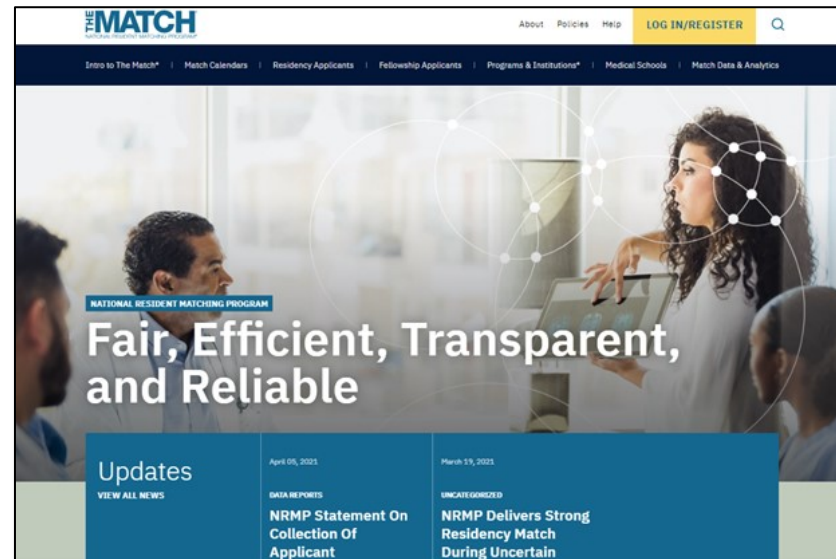 THE MATCH
NATIONAL RESIDENT MATCHING PROGRAM®
About Policies Help LOG IN/REGISTER
Intro to The Match® | Match Calendars | Residency Applicants | Fellowship Applicants | Programs & Institutions® | Medical Schools | Match Data & Analytics
NATIONAL RESIDENT MATCHING PROGRAM
Fair, Efficient, Transparent,
and Reliable
Updates
VIEW ALL NEWS
April 05, 2021
DATA REPORTS
NRMP Statement On
Collection Of
Applicant
March 19, 2021
UNCATEGORIZED
NRMP Delivers Strong
Residency Match
During Uncertain